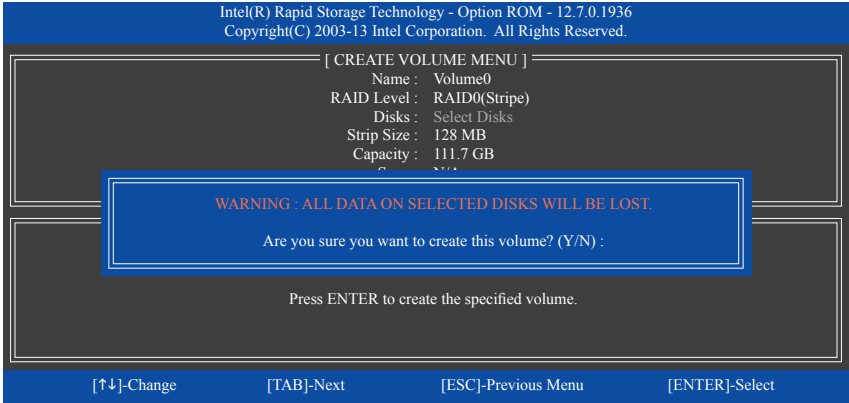 Intel(R) Rapid Storage Technology - Option ROM - 12.7.0.1936
Copyright(C) 2003-13 Intel Corporation. All Rights Reserved.
[ CREATE VOLUME MENU ]
Name : Volume0
RAID Level : RAID0(Stripe)
Disks : Select Disks
Strip Size : 128 MB
Capacity : 111.7 GB
WARNING : ALL DATA ON SELECTED DISKS WILL BE LOST.
Are you sure you want to create this volume? (Y/N) :
Press ENTER to create the specified volume.
[↑↓]-Change [TAB]-Next [ESC]-Previous Menu [ENTER]-Select